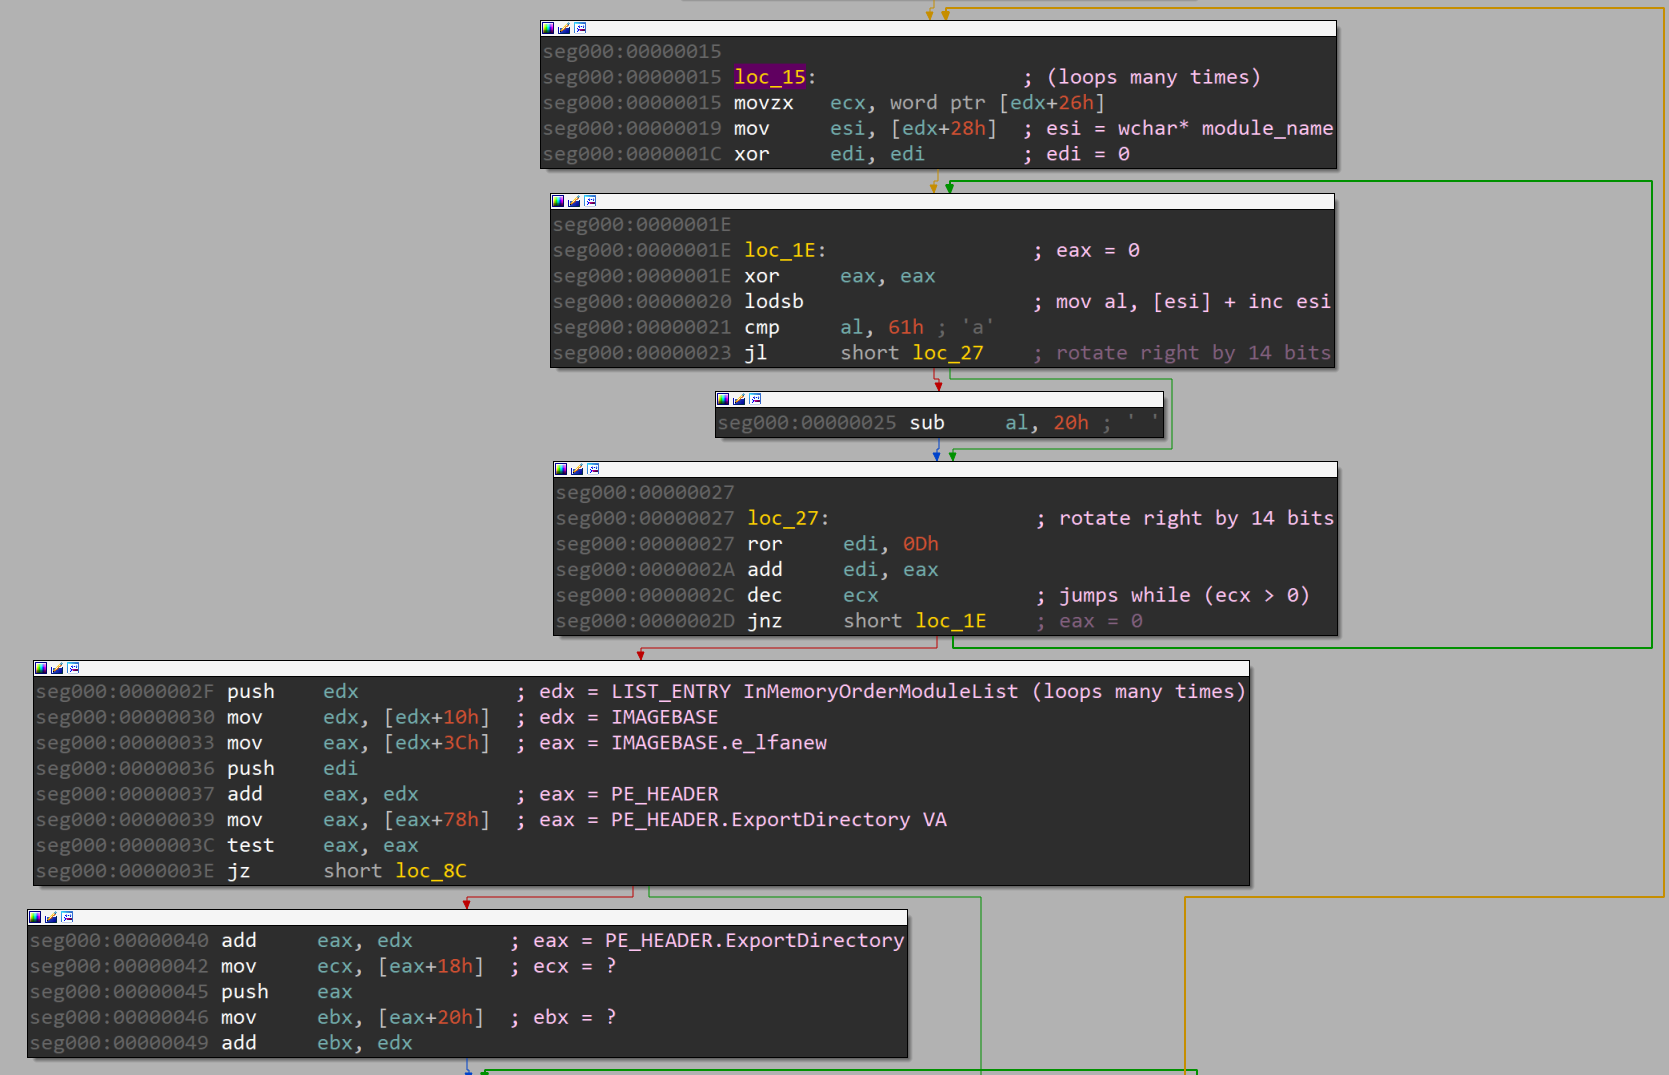 seg000:00000015
seg000:00000015 loc_15: ; (loops many times)
seg000:00000015 movzx ecx, word ptr [edx+26h]
seg000:00000019 mov esi, [edx+28h] ; esi = wchar* module_name
seg000:0000001C xor edi, edi ; edi = 0
seg000:0000001E
seg000:0000001E loc_1E: ; eax = 0
seg000:0000001E xor eax, eax
seg000:00000020 lodsb ; mov al, [esi] + inc esi
seg000:00000021 cmp al, 61h ; 'a'
seg000:00000023 jl short loc_27 ; rotate right by 14 bits
seg000:00000025 sub al, 20h ; ' '
seg000:00000027
seg000:00000027 loc_27: ; rotate right by 14 bits
seg000:00000027 ror edi, 0Dh
seg000:0000002A add edi, eax
seg000:0000002C dec ecx ; jumps while (ecx > 0)
seg000:0000002D jnz short loc_1E ; eax = 0
seg000:0000002F push edx ; edx = LIST_ENTRY InMemoryOrderModuleList (loops many times)
seg000:00000030 mov edx, [edx+10h] ; edx = IMAGEBASE
seg000:00000033 mov eax, [edx+3Ch] ; eax = IMAGEBASE.e_lfanew
seg000:00000036 push edi
seg000:00000037 add eax, edx ; eax = PE_HEADER
seg000:00000039 mov eax, [eax+78h] ; eax = PE_HEADER.ExportDirectory VA
seg000:0000003C test eax, eax
seg000:0000003E jz short loc_8C
seg000:00000040 add eax, edx ; eax = PE_HEADER.ExportDirectory
seg000:00000042 mov ecx, [eax+18h] ; ecx = ?
seg000:00000045 push eax
seg000:00000046 mov ebx, [eax+20h] ; ebx = ?
seg000:00000049 add ebx, edx